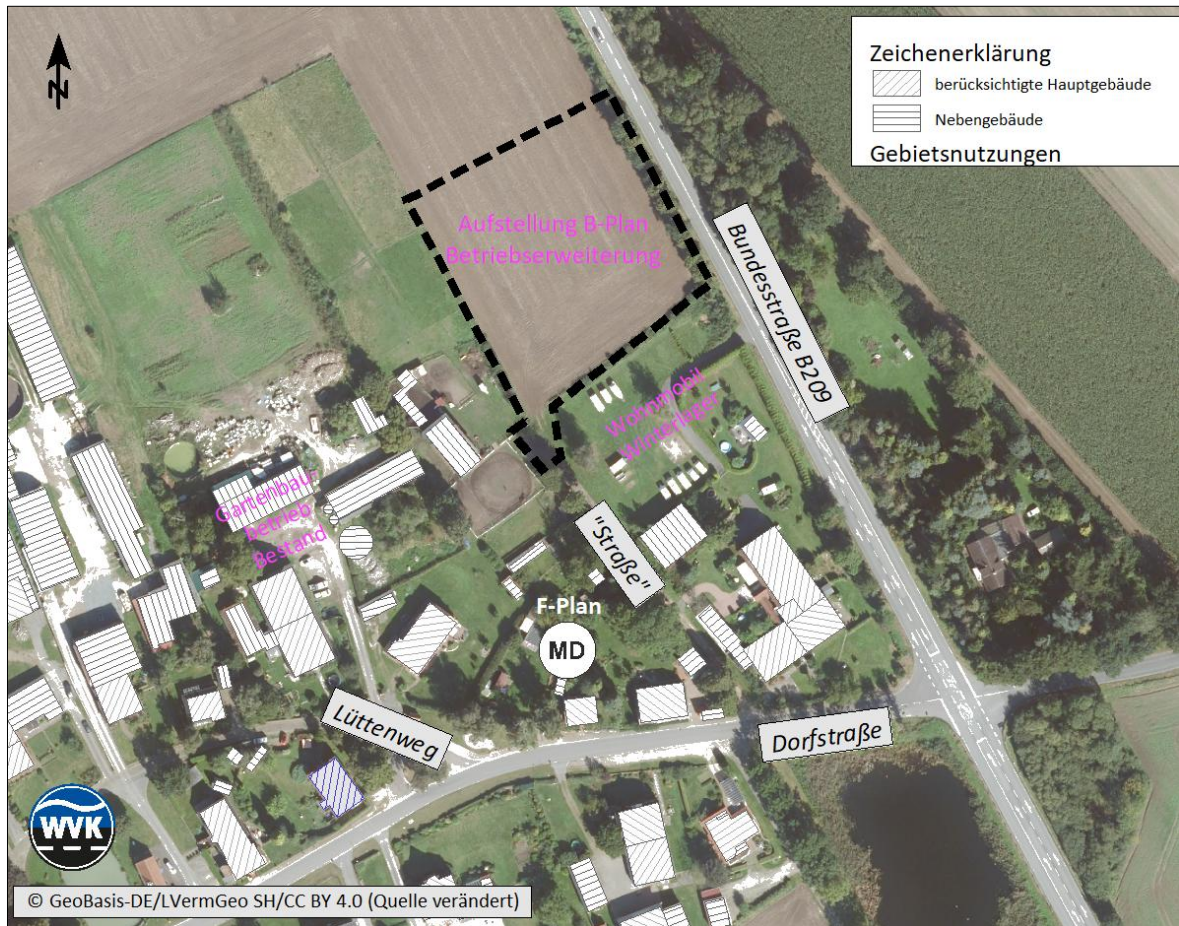 N
Zeichenerklärung
berücksichtigte Hauptgebäude
Nebengebäude
Gebietsnutzungen
Aufstellung B-Plan
Betriebserweiterung
Bundesstraße B209
Wohnmobil
Winterlager
Gartenbau-
betrieb
Bestand
"Straße"
F-Plan
MD
Lüttenweg
Dorfstraße
WVK
© GeoBasis-DE/LVermGeo SH/CC BY 4.0 (Quelle verändert)